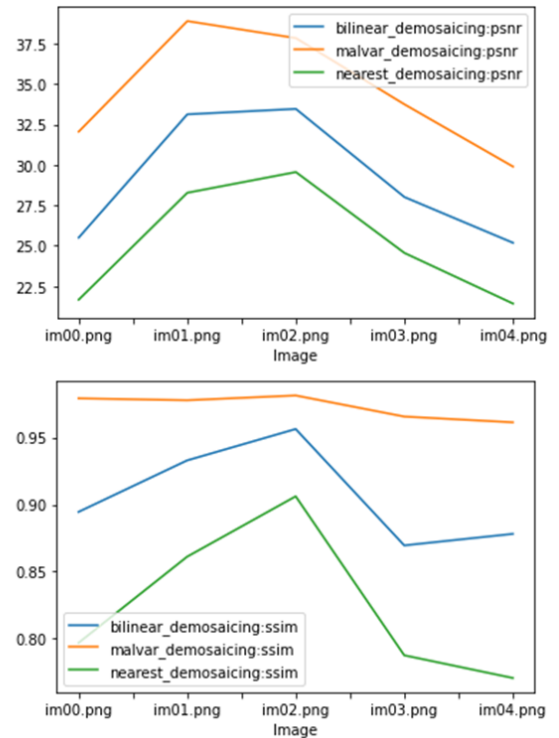 37.5
35.0
32.5
30.0
27.5
25.0
22.5
bilinear_demosaicing:psnr
malvar_demosaicing:psnr
nearest_demosaicing:psnr
im00.png im01.png im02.png im03.png im04.png
Image
0.95
0.90
0.85
0.80
bilinear_demosaicing:ssim
malvar_demosaicing:ssim
nearest_demosaicing:ssim
im00.png im01.png im02.png im03.png im04.png
Image